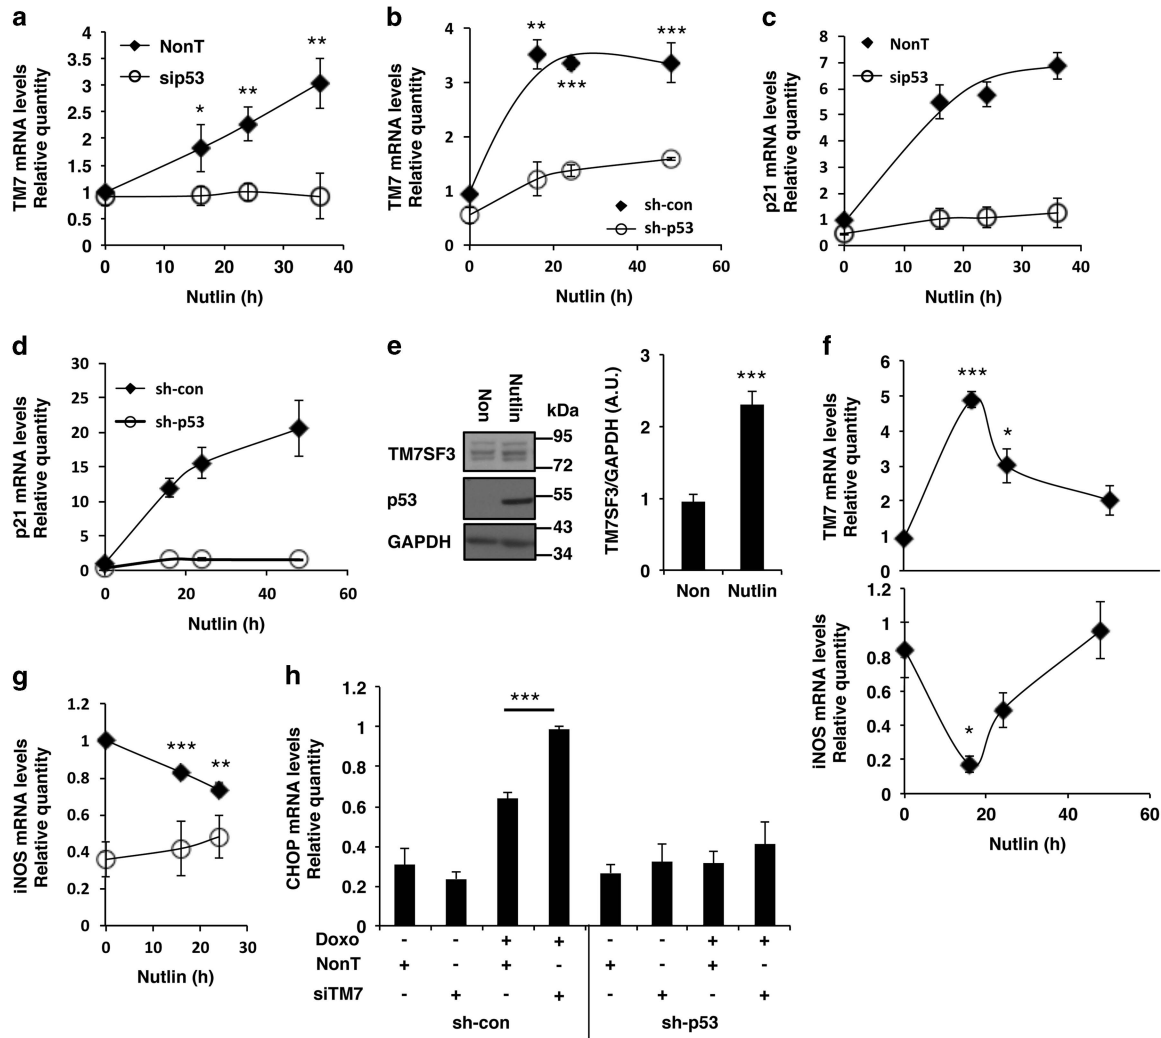 a
TM7 mRNA levels
Relative quantity
4
3.5
3
2.5
2
1.5
1
0.5
0
NonT
sip53
*
**
**
0 10 20 30 40
Nutlin (h)
b
TM7 mRNA levels
Relative quantity
4
3
2
1
0
**
***
***
sh-con
sh-p53
0 20 40 60
Nutlin (h)
c
p21 mRNA levels
Relative quantity
8
7
6
5
4
3
2
1
0
NonT
sip53
0 10 20 30 40
Nutlin (h)
d
p21 mRNA levels
Relative quantity
30
25
20
15
10
5
0
sh-con
sh-p53
0 20 40 60
Nutlin (h)
e
Non Nutlin
kDa
TM7SF3
95
72
p53
55
GAPDH
43
34
TM7SF3/GAPDH (A.U.)
3
2
1
0
***
Non Nutlin
f
TM7 mRNA levels
Relative quantity
6
5
4
3
2
1
0
***
*
iNOS mRNA levels
Relative quantity
1.2
1
0.8
0.6
0.4
0.2
0
*
0 20 40 60
Nutlin (h)
g
iNOS mRNA levels
Relative quantity
1.2
1
0.8
0.6
0.4
0.2
0
***
**
0 10 20 30
Nutlin (h)
h
CHOP mRNA levels
Relative quantity
1.2
1
0.8
0.6
0.4
0.2
0
***
Doxo - - + + - - + +
NonT + - + - + - + -
siTM7 - + - + - + - +
sh-con sh-p53